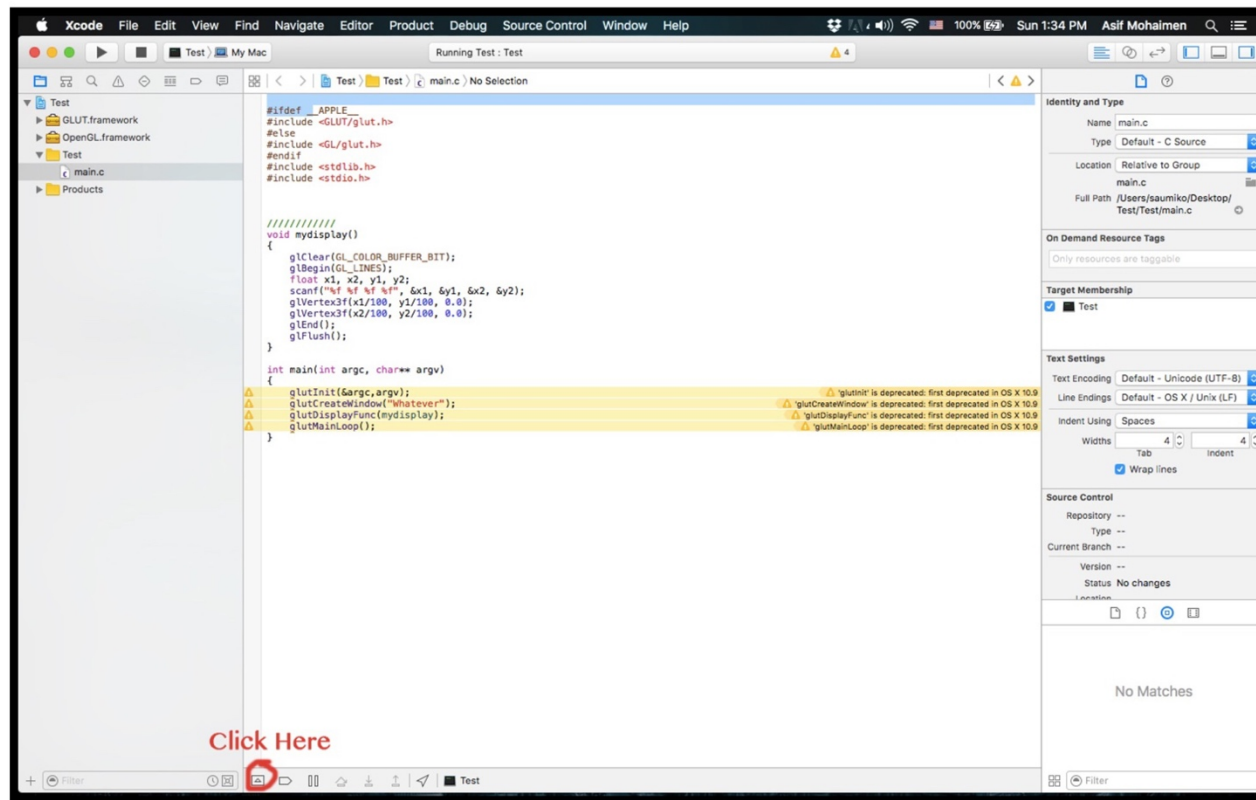 Xcode File Edit View Find Navigate Editor Product Debug Source Control Window Help 100% Sun 1:34 PM Asif Mohaimen
Test My Mac Running Test : Test 4
Test Test main.c No Selection
Test
GLUT.framework
OpenGL.framework
Test
main.c
Products
#ifdef __APPLE__
#include <GLUT/glut.h>
#else
#include <GL/glut.h>
#endif
#include <stdlib.h>
#include <stdio.h>
////////////
void mydisplay()
{
glClear(GL_COLOR_BUFFER_BIT);
glBegin(GL_LINES);
float x1, x2, y1, y2;
scanf("%f %f %f %f", &x1, &y1, &x2, &y2);
glVertex3f(x1/100, y1/100, 0.0);
glVertex3f(x2/100, y2/100, 0.0);
glEnd();
glFlush();
}
int main(int argc, char** argv)
{
glutInit(&argc,argv); 'glutInit' is deprecated: first deprecated in OS X 10.9
glutCreateWindow("Whatever"); 'glutCreateWindow' is deprecated: first deprecated in OS X 10.9
glutDisplayFunc(mydisplay); 'glutDisplayFunc' is deprecated: first deprecated in OS X 10.9
glutMainLoop(); 'glutMainLoop' is deprecated: first deprecated in OS X 10.9
}
Identity and Type
Name main.c
Type Default - C Source
Location Relative to Group
main.c
Full Path /Users/saumiko/Desktop/
Test/Test/main.c
On Demand Resource Tags
Only resources are taggable
Target Membership
Test
Text Settings
Text Encoding Default - Unicode (UTF-8)
Line Endings Default - OS X / Unix (LF)
Indent Using Spaces
Widths 4 4
Tab Indent
Wrap lines
Source Control
Repository --
Type --
Current Branch --
Version --
Status No changes
Location
No Matches
Click Here
Filter Test Filter